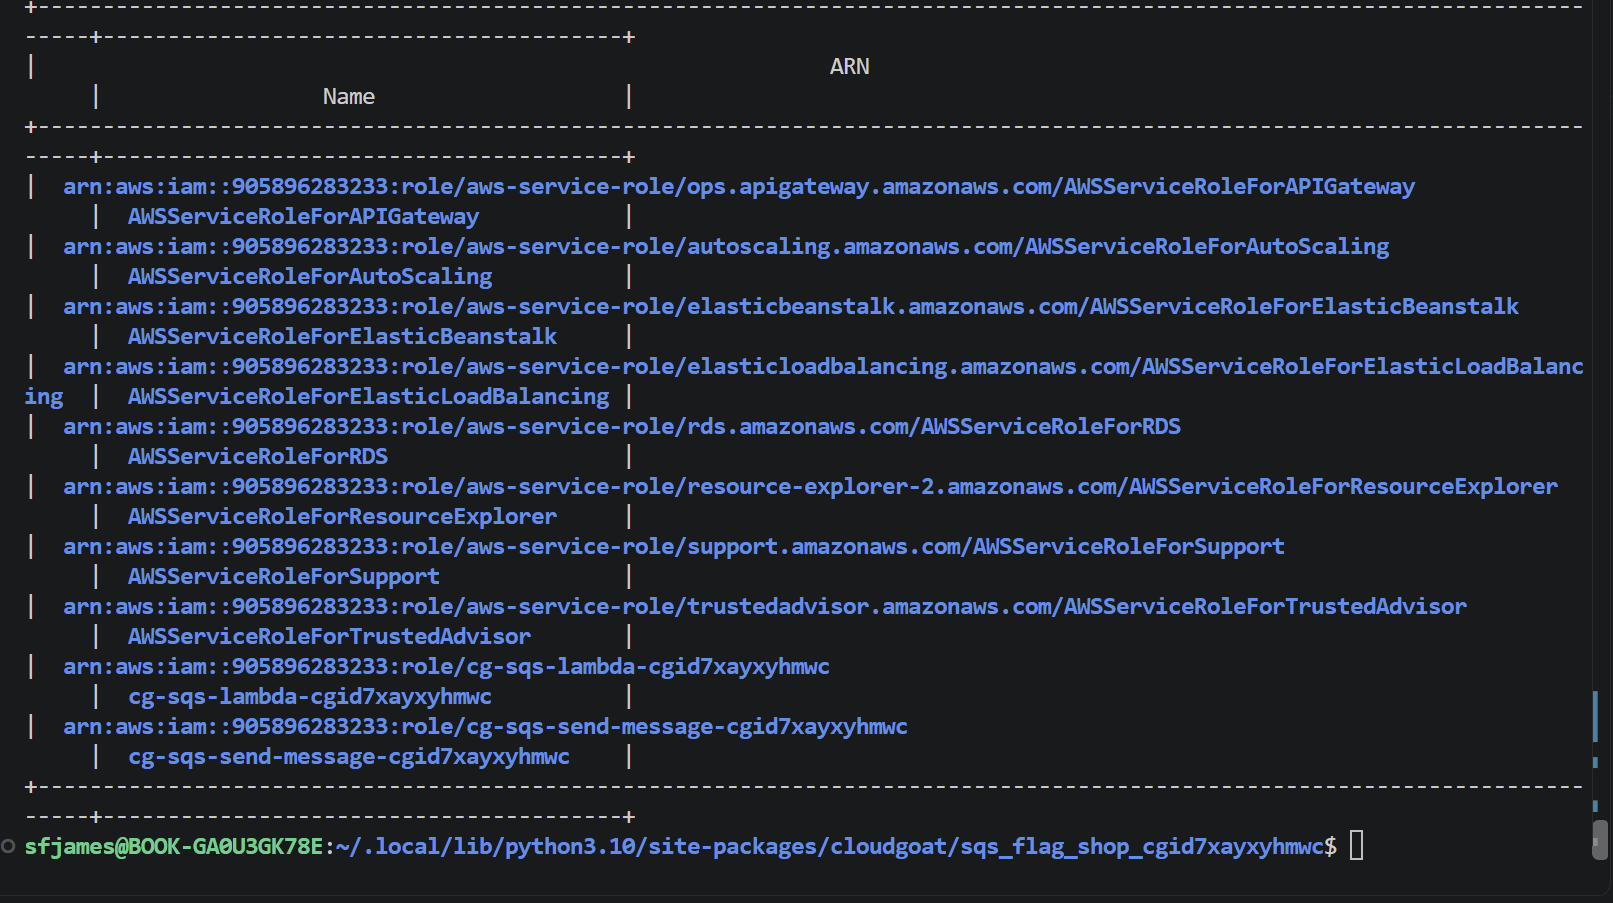 +-----------------------------------------------------------------------------------------------------------------------
-----+----------------------------------------+
| ARN
| Name |
+-----------------------------------------------------------------------------------------------------------------------
-----+----------------------------------------+
| arn:aws:iam::905896283233:role/aws-service-role/ops.apigateway.amazonaws.com/AWSServiceRoleForAPIGateway
| AWSServiceRoleForAPIGateway |
| arn:aws:iam::905896283233:role/aws-service-role/autoscaling.amazonaws.com/AWSServiceRoleForAutoScaling
| AWSServiceRoleForAutoScaling |
| arn:aws:iam::905896283233:role/aws-service-role/elasticbeanstalk.amazonaws.com/AWSServiceRoleForElasticBeanstalk
| AWSServiceRoleForElasticBeanstalk |
| arn:aws:iam::905896283233:role/aws-service-role/elasticloadbalancing.amazonaws.com/AWSServiceRoleForElasticLoadBalanc
ing | AWSServiceRoleForElasticLoadBalancing |
| arn:aws:iam::905896283233:role/aws-service-role/rds.amazonaws.com/AWSServiceRoleForRDS
| AWSServiceRoleForRDS |
| arn:aws:iam::905896283233:role/aws-service-role/resource-explorer-2.amazonaws.com/AWSServiceRoleForResourceExplorer
| AWSServiceRoleForResourceExplorer |
| arn:aws:iam::905896283233:role/aws-service-role/support.amazonaws.com/AWSServiceRoleForSupport
| AWSServiceRoleForSupport |
| arn:aws:iam::905896283233:role/aws-service-role/trustedadvisor.amazonaws.com/AWSServiceRoleForTrustedAdvisor
| AWSServiceRoleForTrustedAdvisor |
| arn:aws:iam::905896283233:role/cg-sqs-lambda-cgid7xayxyhmwc
| cg-sqs-lambda-cgid7xayxyhmwc |
| arn:aws:iam::905896283233:role/cg-sqs-send-message-cgid7xayxyhmwc
| cg-sqs-send-message-cgid7xayxyhmwc |
+-----------------------------------------------------------------------------------------------------------------------
-----+----------------------------------------+
sfjames@BOOK-GA0U3GK78E:~/.local/lib/python3.10/site-packages/cloudgoat/sqs_flag_shop_cgid7xayxyhmwc$